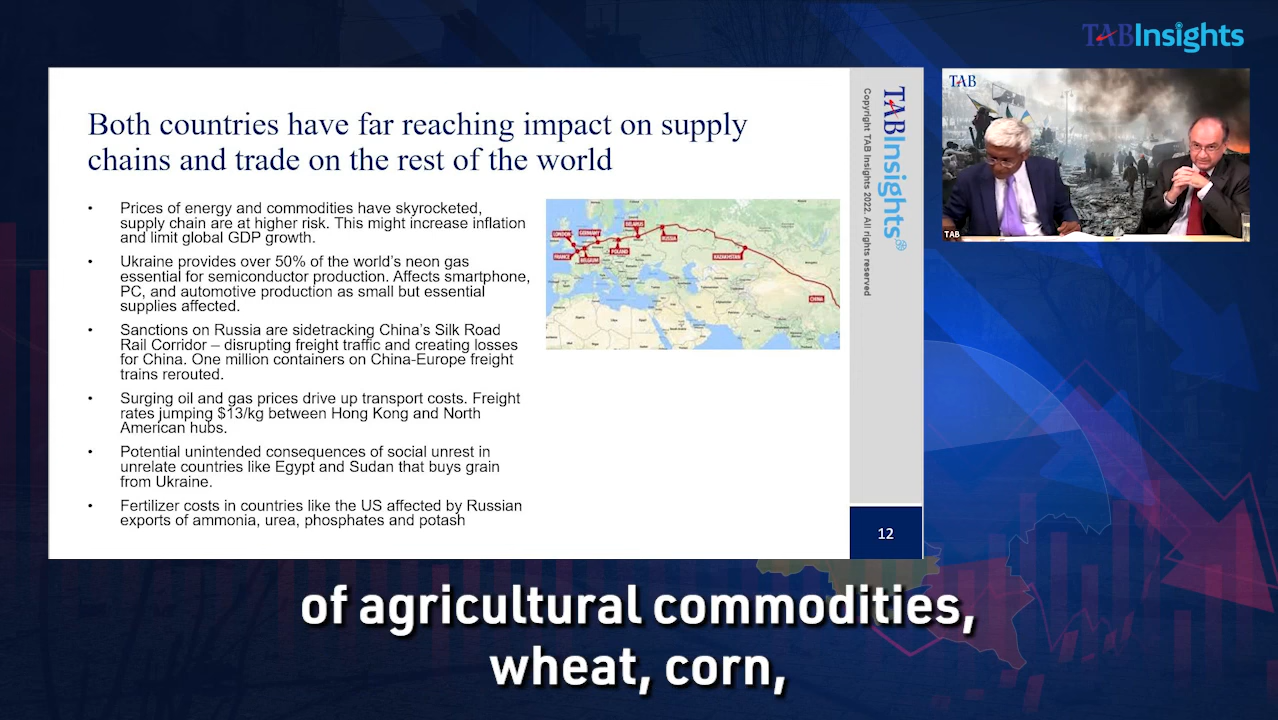 TABInsights
Both countries have far reaching impact on supply
chains and trade on the rest of the world
• Prices of energy and commodities have skyrocketed,
supply chain are at higher risk. This might increase inflation
and limit global GDP growth.
• Ukraine provides over 50% of the world's neon gas
essential for semiconductor production. Affects smartphone,
PC, and automotive production as small but essential
supplies affected.
• Sanctions on Russia are sidetracking China's Silk Road
Rail Corridor – disrupting freight traffic and creating losses
for China. One million containers on China-Europe freight
trains rerouted.
• Surging oil and gas prices drive up transport costs. Freight
rates jumping $13/kg between Hong Kong and North
American hubs.
• Potential unintended consequences of social unrest in
unrelate countries like Egypt and Sudan that buys grain
from Ukraine.
• Fertilizer costs in countries like the US affected by Russian
exports of ammonia, urea, phosphates and potash
LONDON
GERMANY
BELARUS
RUSSIA
FRANCE
BELGIUM
POLAND
KAZAKHSTAN
CHINA
TABInsights
Copyright TAB Insights 2022. All rights reserved
12
TAB
TAB
of agricultural commodities,
wheat, corn,